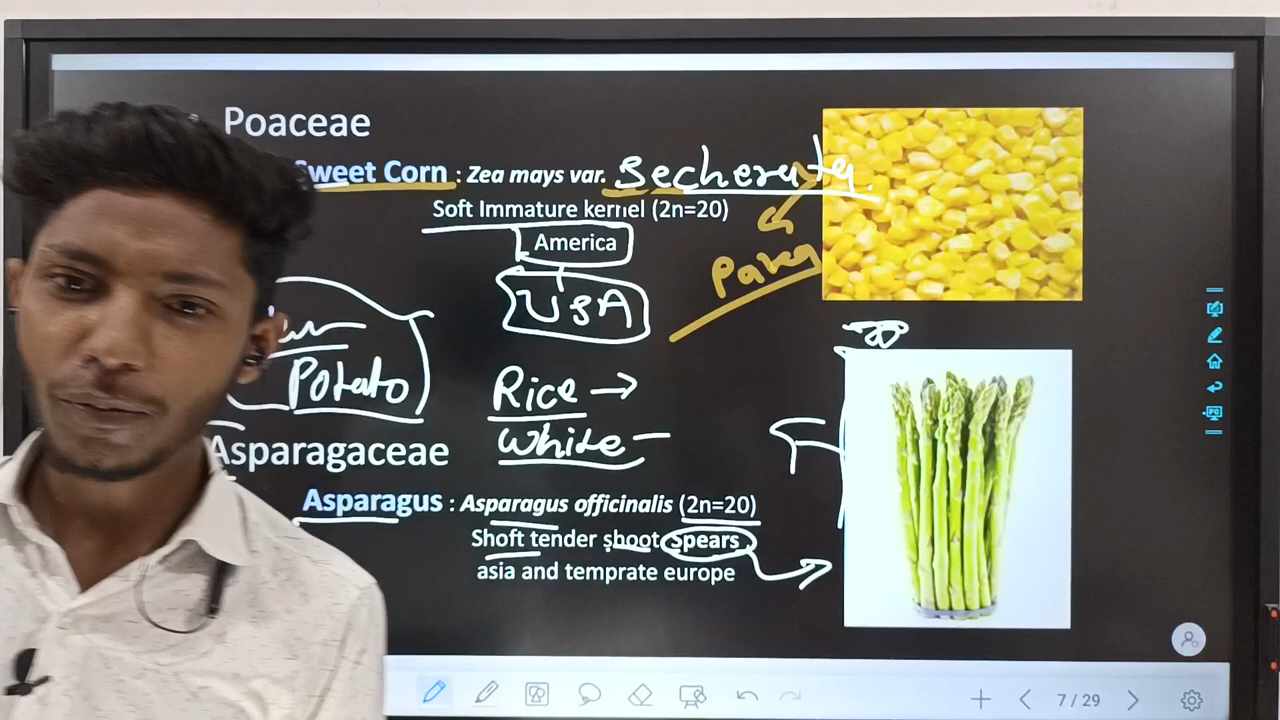 Poaceae
Sweet Corn : Zea mays var. Secherata.
Soft Immature kernel (2n=20)
America
USA
Potato
Rice →
White –
Asparagaceae
Asparagus : Asparagus officinalis (2n=20)
Shoft tender shoot Spears
asia and temprate europe
7 / 29